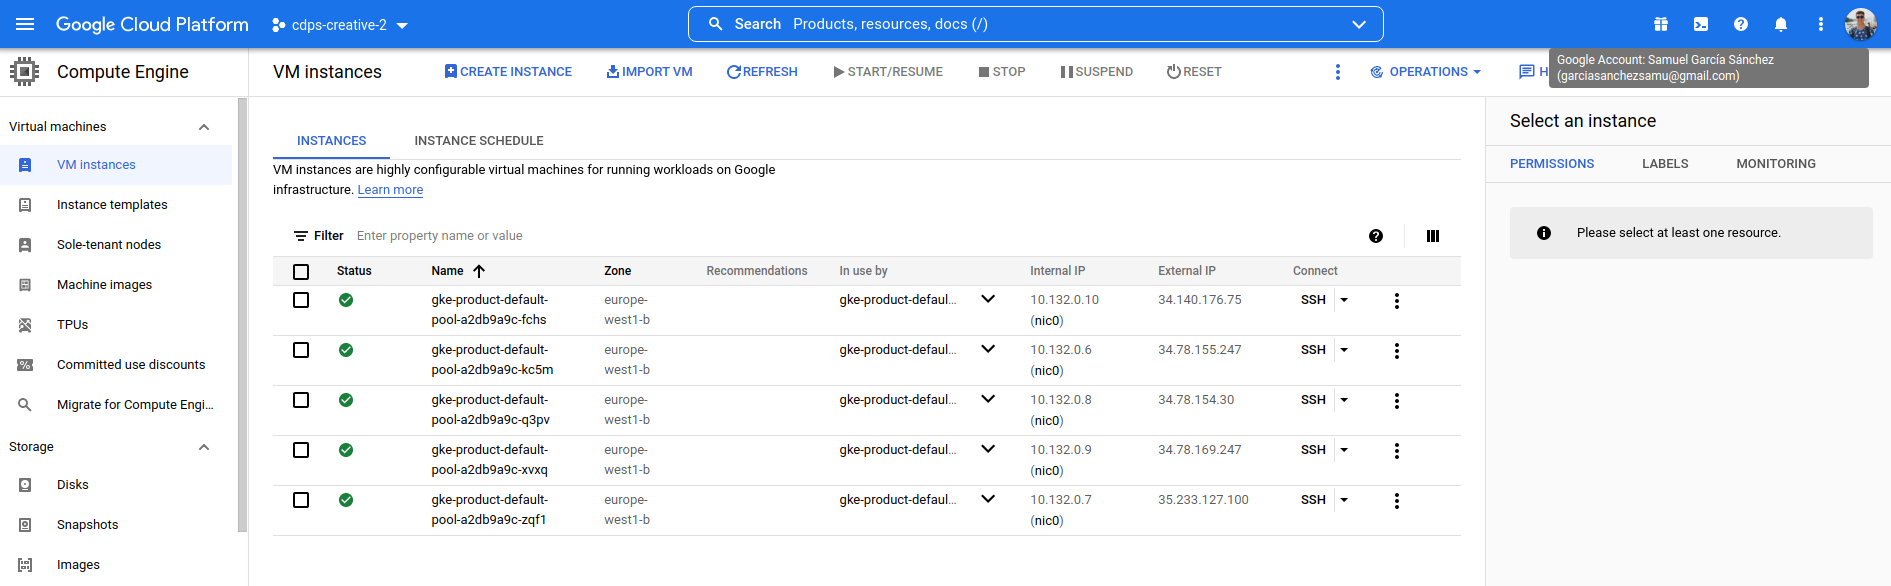 Google Cloud Platform
cdps-creative-2
Search Products, resources, docs (/)
Compute Engine
VM instances
CREATE INSTANCE
IMPORT VM
REFRESH
START/RESUME
STOP
SUSPEND
RESET
OPERATIONS
H
Google Account: Samuel García Sánchez
(garciasanchezsamu@gmail.com)
Virtual machines
VM instances
Instance templates
Sole-tenant nodes
Machine images
TPUs
Committed use discounts
Migrate for Compute Engi...
Storage
Disks
Snapshots
Images
INSTANCES
INSTANCE SCHEDULE
VM instances are highly configurable virtual machines for running workloads on Google
infrastructure. Learn more
Filter Enter property name or value
Status Name Zone Recommendations In use by Internal IP External IP Connect
gke-product-default- europe- gke-product-defaul... 10.132.0.10 34.140.176.75 SSH
pool-a2db9a9c-fchs west1-b (nic0)
gke-product-default- europe- gke-product-defaul... 10.132.0.6 34.78.155.247 SSH
pool-a2db9a9c-kc5m west1-b (nic0)
gke-product-default- europe- gke-product-defaul... 10.132.0.8 34.78.154.30 SSH
pool-a2db9a9c-q3pv west1-b (nic0)
gke-product-default- europe- gke-product-defaul... 10.132.0.9 34.78.169.247 SSH
pool-a2db9a9c-xvxq west1-b (nic0)
gke-product-default- europe- gke-product-defaul... 10.132.0.7 35.233.127.100 SSH
pool-a2db9a9c-zqf1 west1-b (nic0)
Select an instance
PERMISSIONS
LABELS
MONITORING
Please select at least one resource.